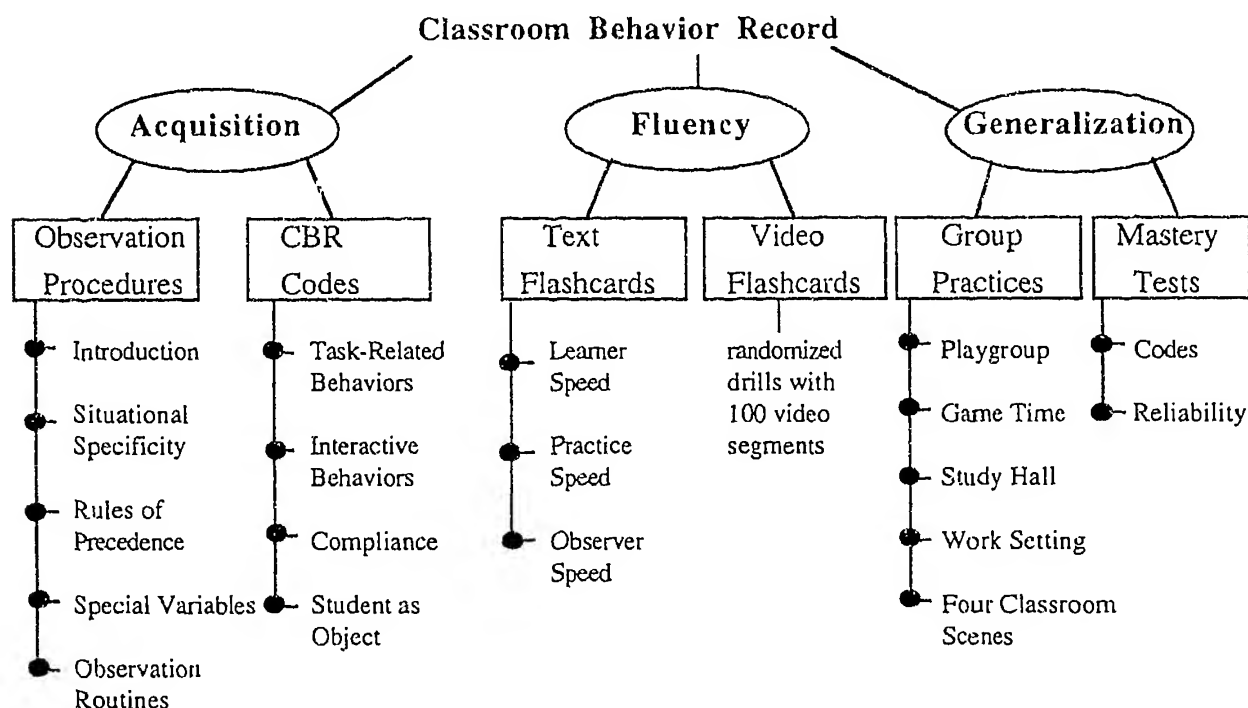 Classroom Behavior Record
Acquisition
Fluency
Generalization
Observation
Procedures
CBR
Codes
Text
Flashcards
Video
Flashcards
Group
Practices
Mastery
Tests
Introduction
Situational
Specificity
Rules of
Precedence
Special Variables
Observation
Routines
Task-Related
Behaviors
Interactive
Behaviors
Compliance
Student as
Object
Learner
Speed
Practice
Speed
Observer
Speed
randomized
drills with
100 video
segments
Playgroup
Game Time
Study Hall
Work Setting
Four Classroom
Scenes
Codes
Reliability